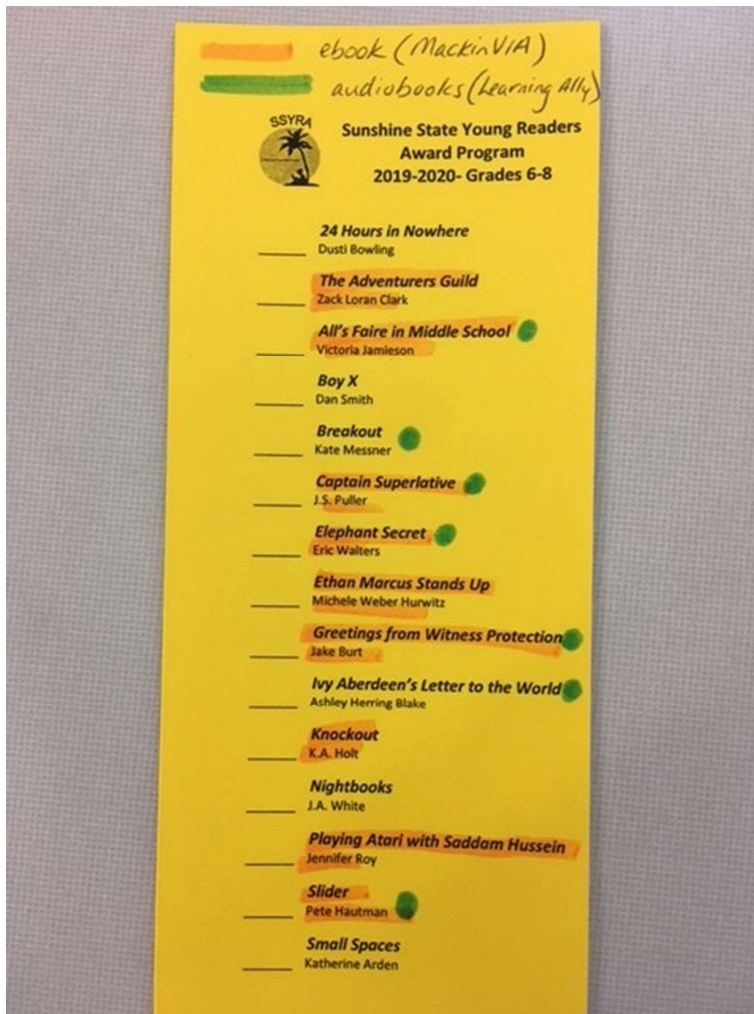 ebook (MackinVIA)
audiobooks (Learning Ally)
SSYRA
Sunshine State Young Readers
Award Program
2019-2020- Grades 6-8
24 Hours in Nowhere
Dusti Bowling
The Adventurers Guild
Zack Loran Clark
All's Faire in Middle School
Victoria Jamieson
Boy X
Dan Smith
Breakout
Kate Messner
Captain Superlative
J.S. Puller
Elephant Secret
Eric Walters
Ethan Marcus Stands Up
Michele Weber Hurwitz
Greetings from Witness Protection
Jake Burt
Ivy Aberdeen's Letter to the World
Ashley Herring Blake
Knockout
K.A. Holt
Nightbooks
J.A. White
Playing Atari with Saddam Hussein
Jennifer Roy
Slider
Pete Hautman
Small Spaces
Katherine Arden